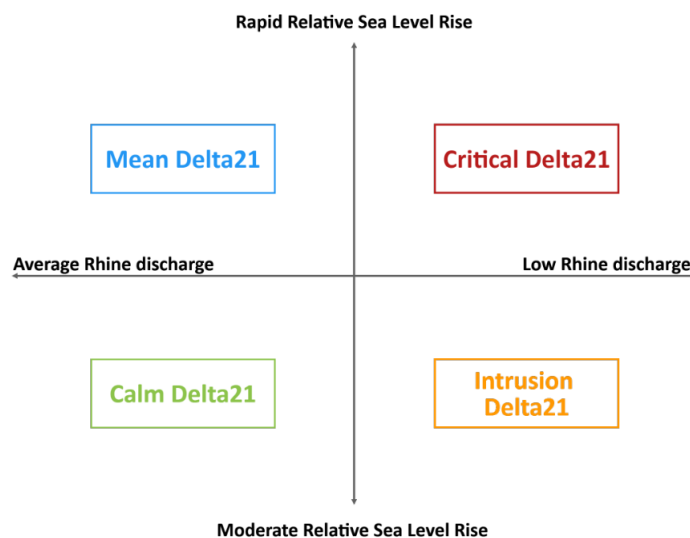 Rapid Relative Sea Level Rise
Mean Delta21
Critical Delta21
Average Rhine discharge
Low Rhine discharge
Calm Delta21
Intrusion
Delta21
Moderate Relative Sea Level Rise